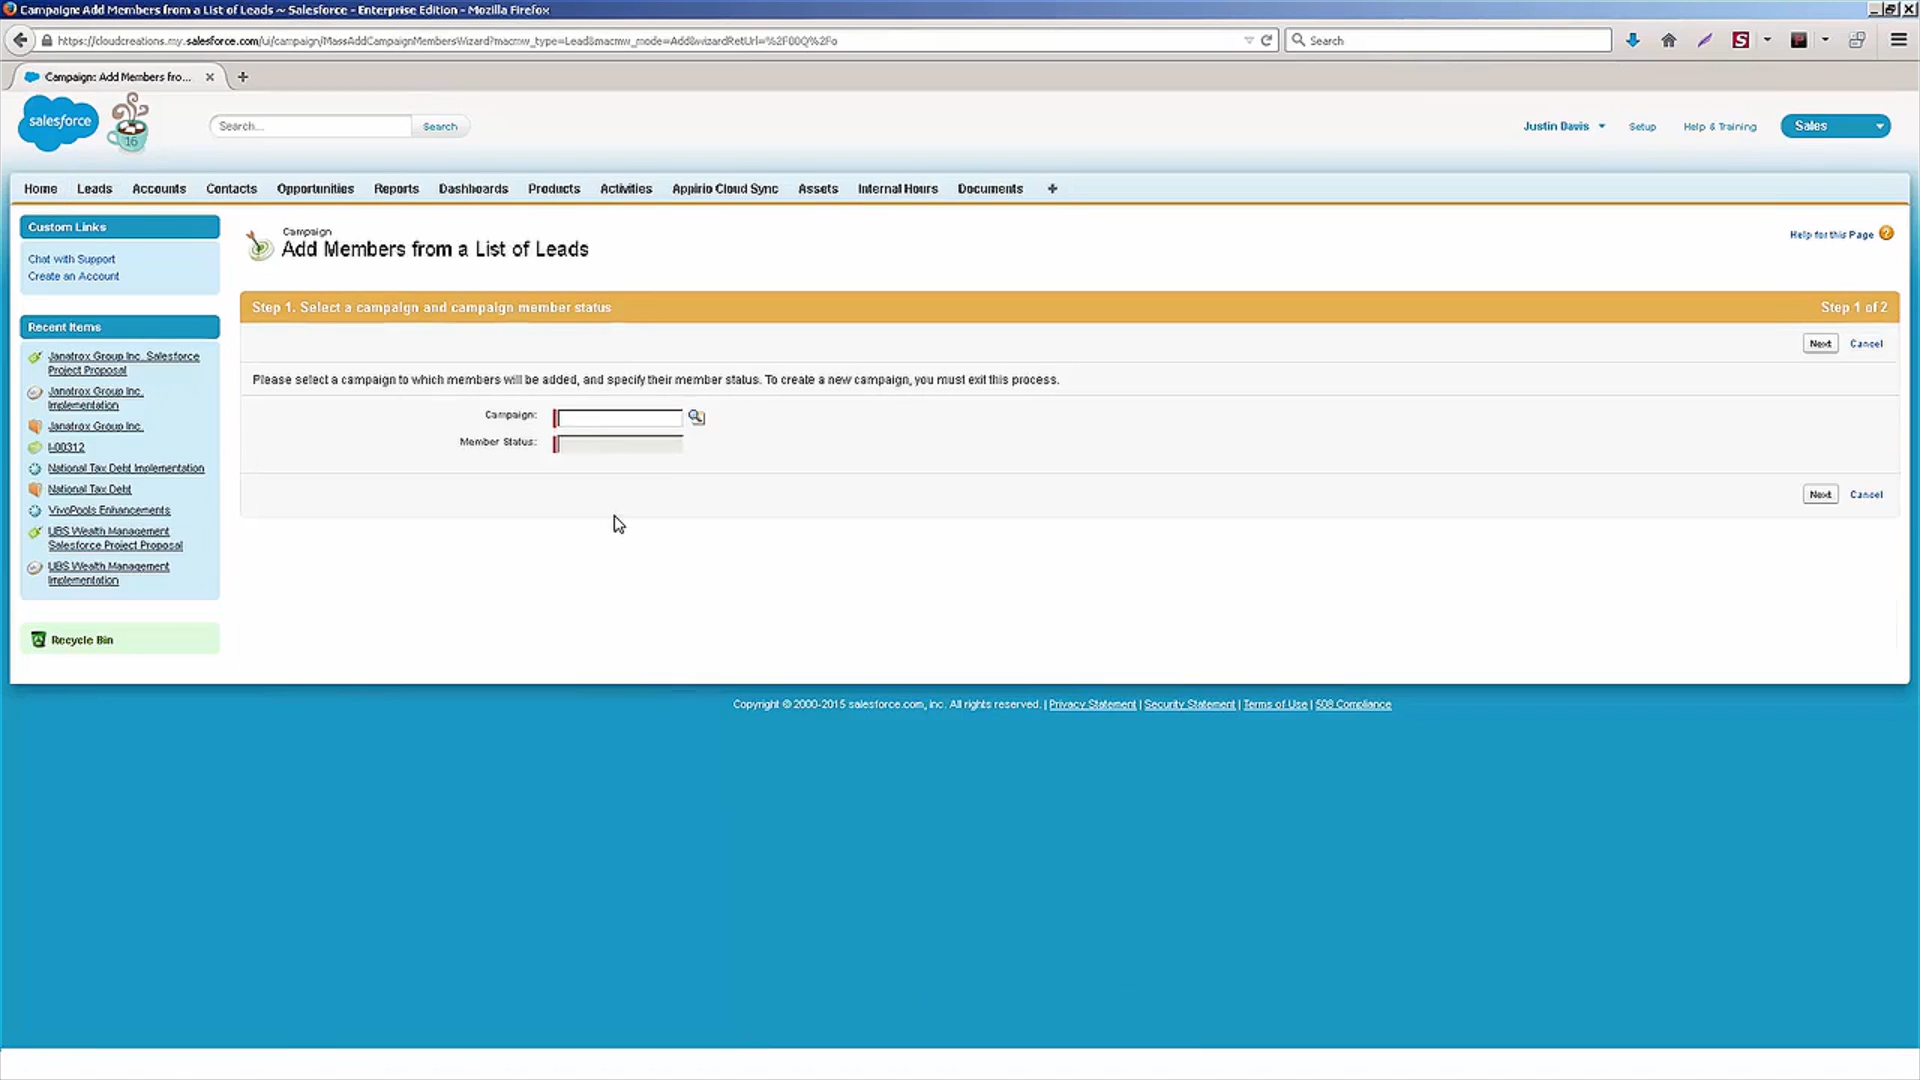 Campaign: Add Members from a List of Leads ~ Salesforce - Enterprise Edition - Mozilla Firefox
https://cloudcreations.my.salesforce.com/ui/campaign/MassAddCampaignMembersWizard?macmw_type=Lead&macmw_mode=Add&wizardRetUrl=%2F00Q%2Fo
Search
Campaign: Add Members fro...
salesforce
16
Search...
Search
Justin Davis
Setup
Help & Training
Sales
Home Leads Accounts Contacts Opportunities Reports Dashboards Products Activities Appirio Cloud Sync Assets Internal Hours Documents +
Custom Links
Chat with Support
Create an Account
Recent Items
Janatrox Group Inc. Salesforce
Project Proposal
Janatrox Group Inc.
Implementation
Janatrox Group Inc.
I-00312
National Tax Debt Implementation
National Tax Debt
VivoPools Enhancements
UBS Wealth Management
Salesforce Project Proposal
UBS Wealth Management
Implementation
Recycle Bin
Campaign
Add Members from a List of Leads
Help for this Page ?
Step 1. Select a campaign and campaign member status
Step 1 of 2
Next Cancel
Please select a campaign to which members will be added, and specify their member status. To create a new campaign, you must exit this process.
Campaign:
Member Status:
Next Cancel
Copyright © 2000-2015 salesforce.com, inc. All rights reserved. | Privacy Statement | Security Statement | Terms of Use | 508 Compliance